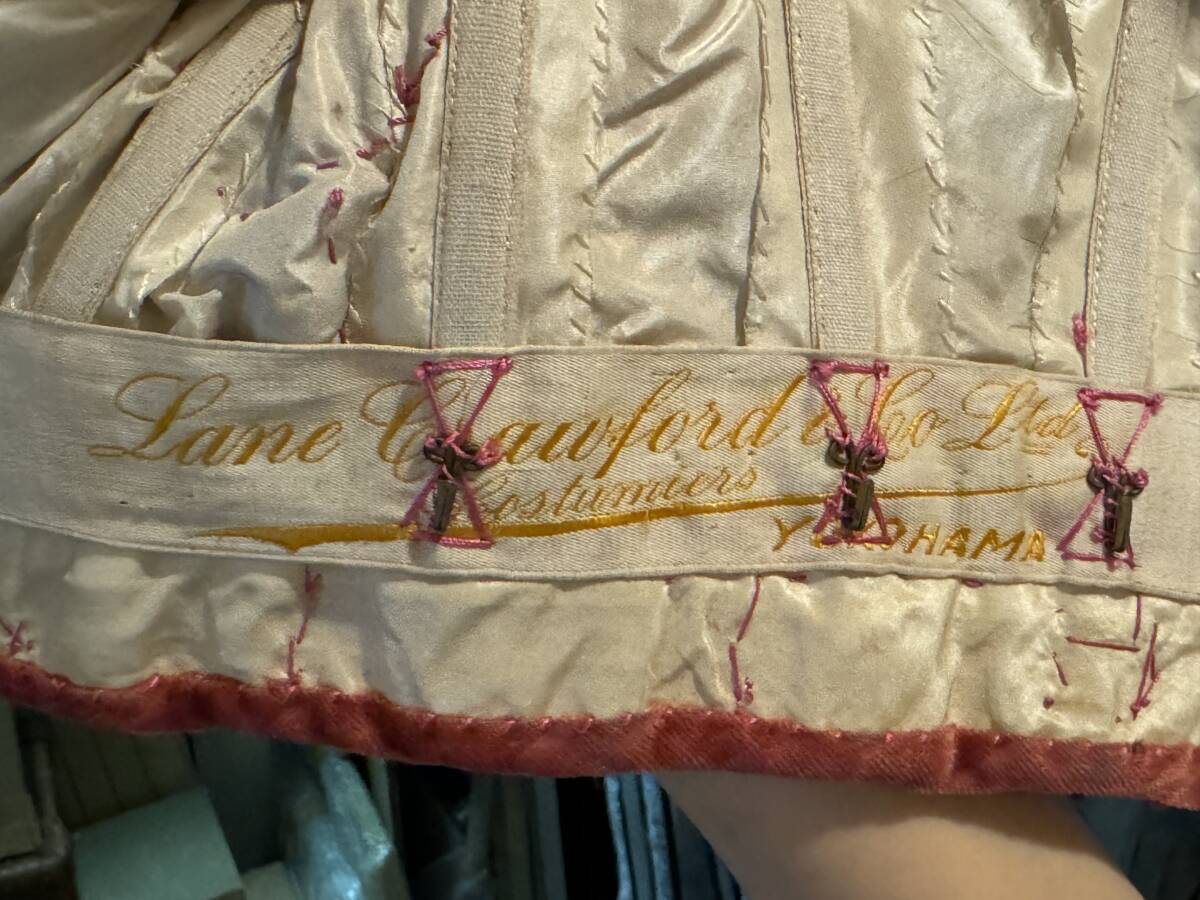 Lane Crawford & Co Ltd
Costumiers
YOKOHAMA